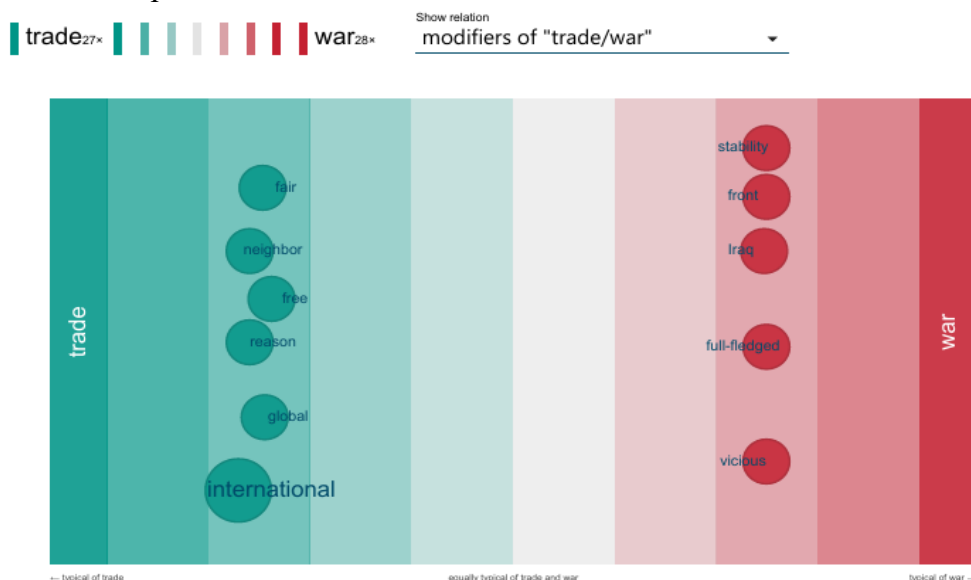 Show relation
trade27× war28× modifiers of "trade/war"
stability
fair
front
neighbor
Iraq
free
trade
war
reason
full-fledged
global
vicious
international
← typical of trade equally typical of trade and war typical of war